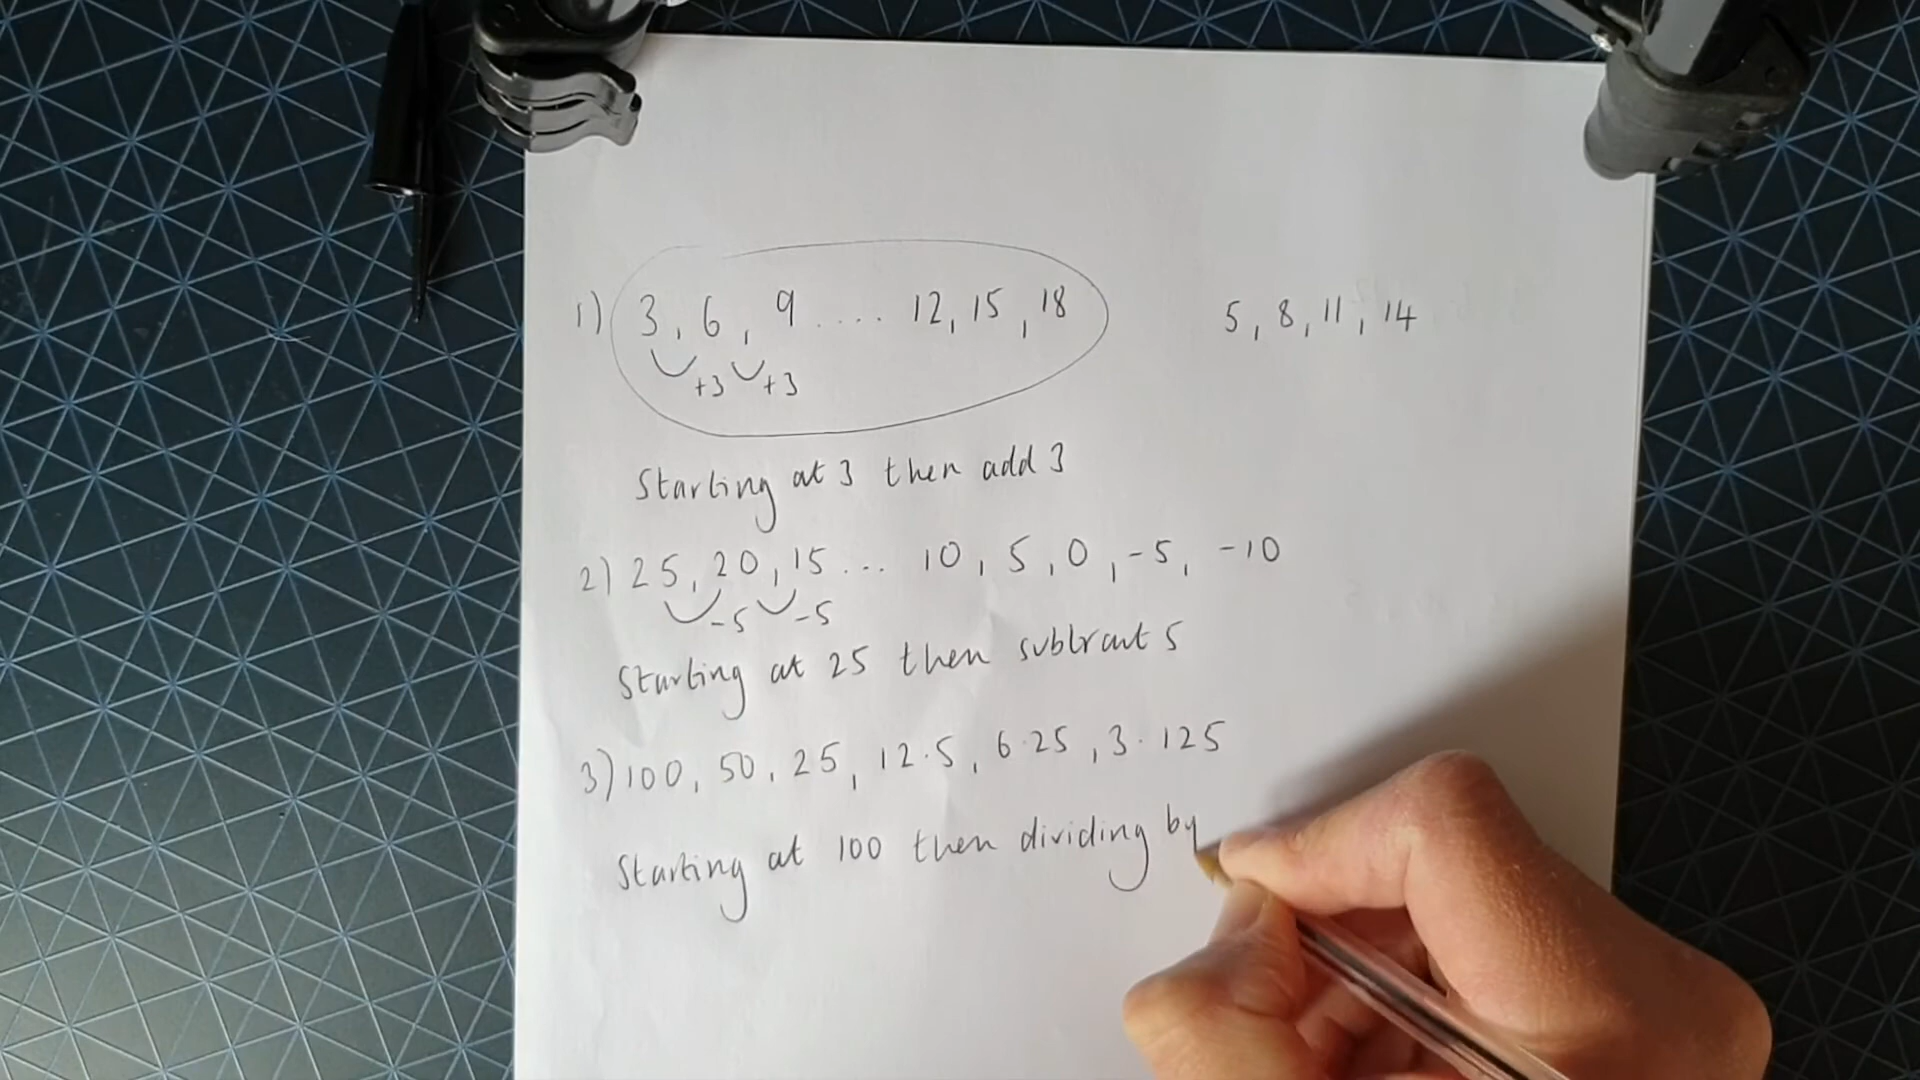 1) 3, 6, 9 .... 12, 15, 18 5, 8, 11, 14
+3 +3
Starting at 3 then add 3
2) 25, 20, 15 ... 10, 5, 0, -5, -10
-5 -5
Starting at 25 then subtract 5
3) 100, 50, 25, 12.5, 6.25, 3.125
Starting at 100 then dividing by